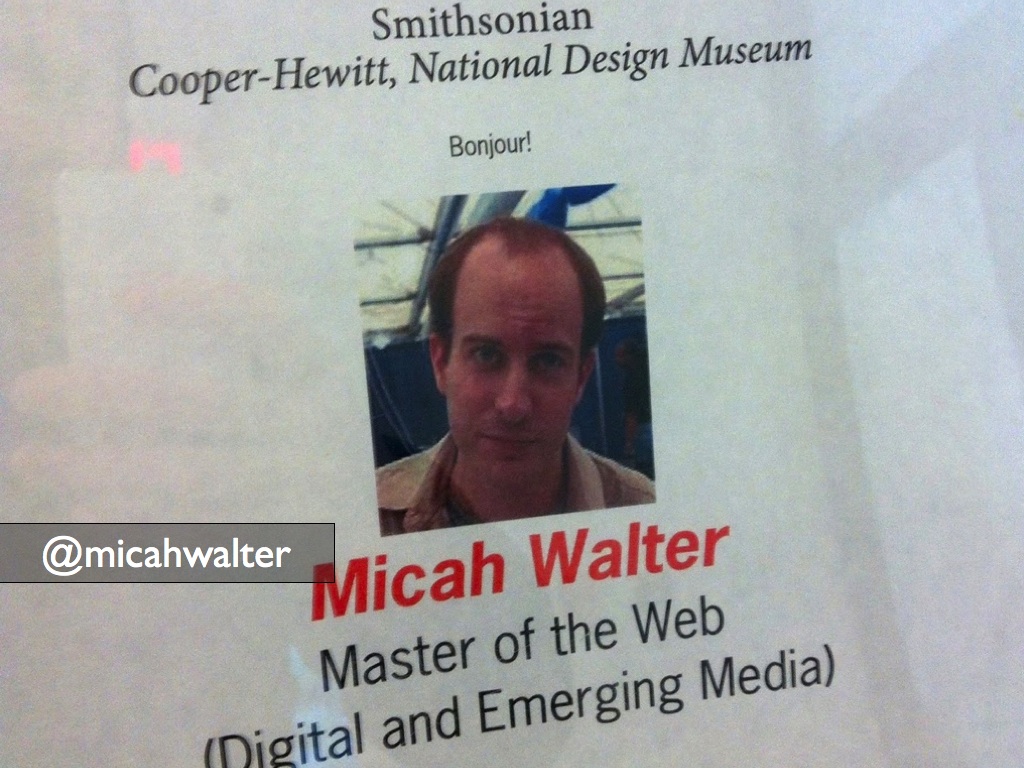 Smithsonian
Cooper-Hewitt, National Design Museum
Bonjour!
@micahwalter
Micah Walter
Master of the Web
(Digital and Emerging Media)